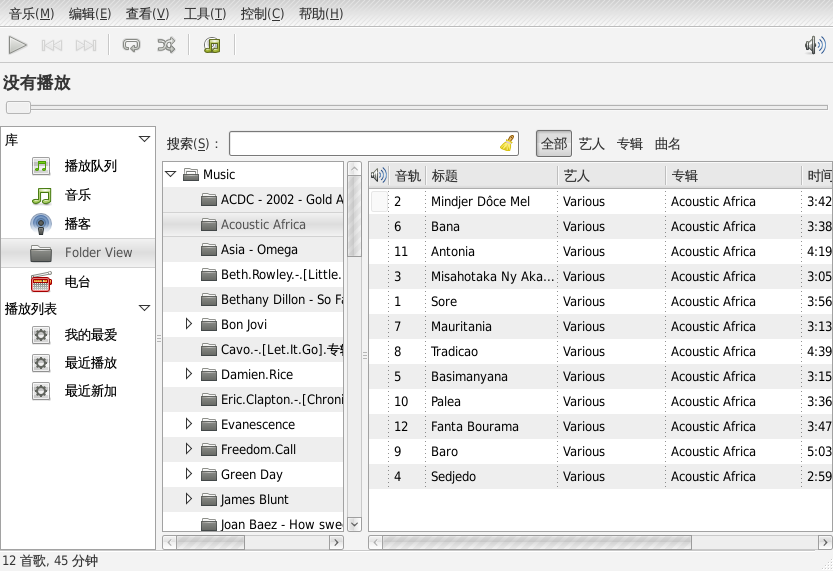 音乐(M) 编辑(E) 查看(V) 工具(T) 控制(C) 帮助(H)
没有播放
库
播放队列
音乐
播客
Folder View
电台
播放列表
我的最爱
最近播放
最近新加
搜索(S)：
全部 艺人 专辑 曲名
Music
ACDC - 2002 - Gold A
Acoustic Africa
Asia - Omega
Beth.Rowley.-.[Little.
Bethany Dillon - So Fa
Bon Jovi
Cavo.-.[Let.It.Go].专辑
Damien.Rice
Eric.Clapton.-.[Chroni
Evanescence
Freedom.Call
Green Day
James Blunt
Joan Baez - How swe
音轨 标题 艺人 专辑 时间
2 Mindjer Dôce Mel Various Acoustic Africa 3:42
6 Bana Various Acoustic Africa 3:38
11 Antonia Various Acoustic Africa 4:19
3 Misahotaka Ny Aka... Various Acoustic Africa 3:05
1 Sore Various Acoustic Africa 3:56
7 Mauritania Various Acoustic Africa 3:13
8 Tradicao Various Acoustic Africa 4:39
5 Basimanyana Various Acoustic Africa 3:15
10 Palea Various Acoustic Africa 3:36
12 Fanta Bourama Various Acoustic Africa 3:47
9 Baro Various Acoustic Africa 5:03
4 Sedjedo Various Acoustic Africa 2:59
12 首歌, 45 分钟